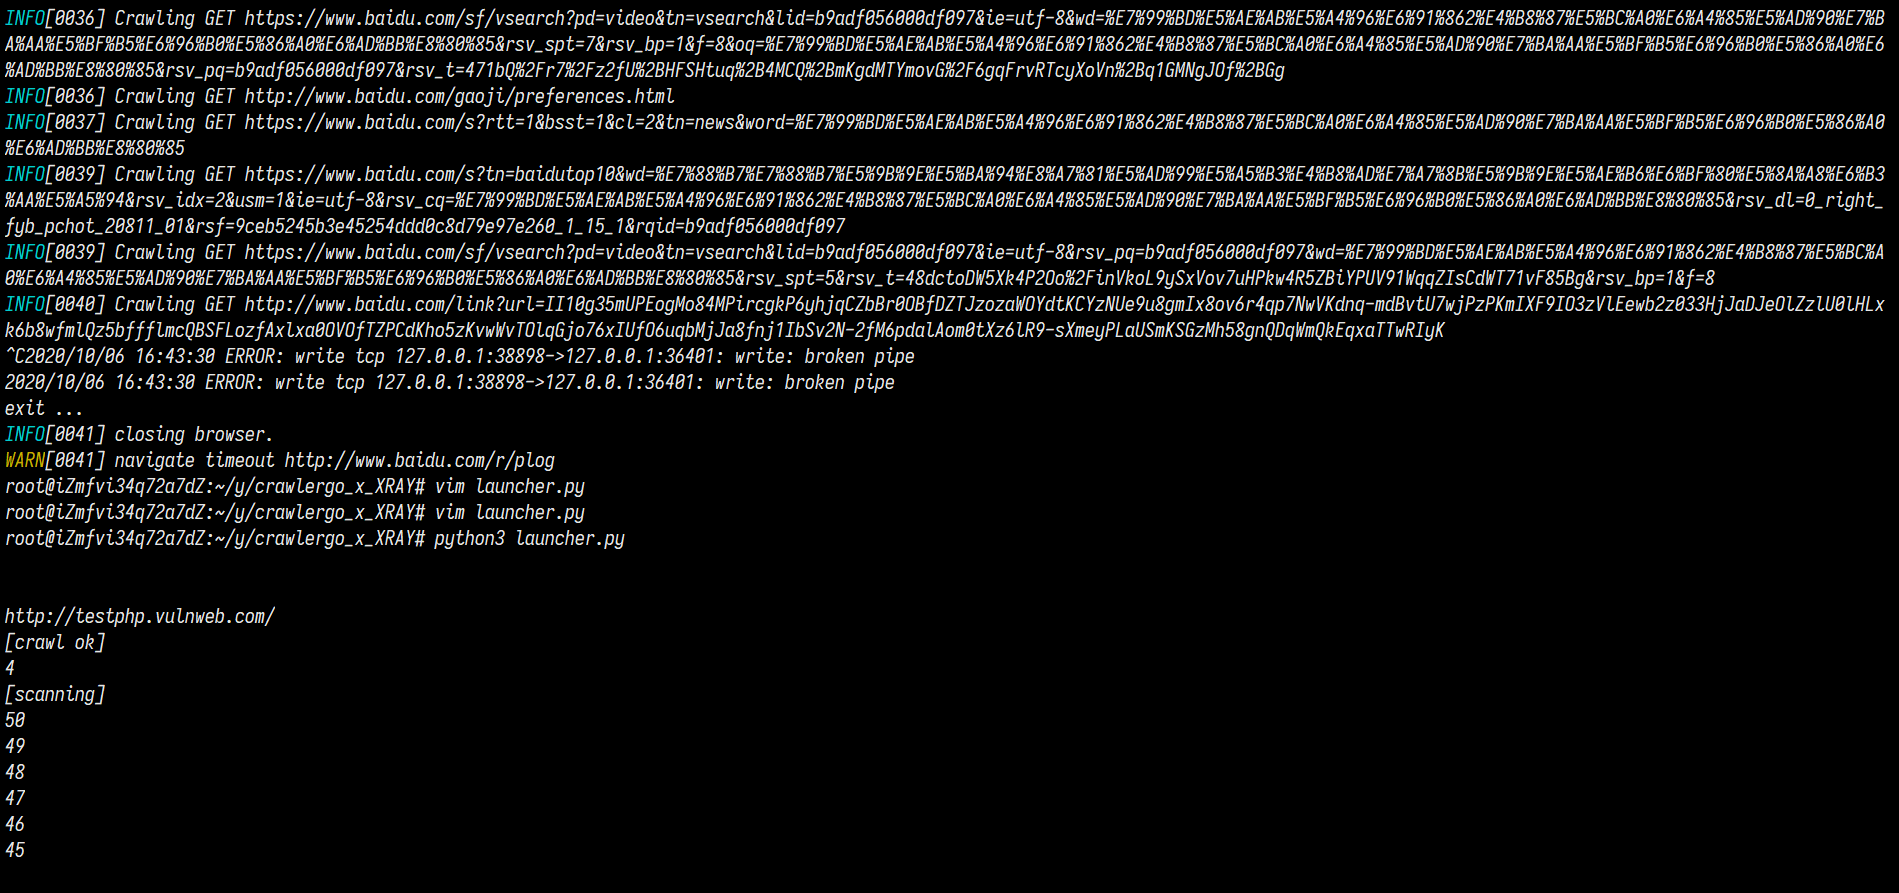 INFO[0036] Crawling GET https://www.baidu.com/sf/vsearch?pd=video&tn=vsearch&lid=b9adf056000df097&ie=utf-8&wd=%E7%99%BD%E5%AE%AB%E5%A4%96%E6%91%862%E4%B8%87%E5%BC%A0%E6%A4%85%E5%AD%90%E7%B
A%AA%E5%BF%B5%E6%96%B0%E5%86%A0%E6%AD%BB%E8%80%85&rsv_spt=7&rsv_bp=1&f=8&oq=%E7%99%BD%E5%AE%AB%E5%A4%96%E6%91%862%E4%B8%87%E5%BC%A0%E6%A4%85%E5%AD%90%E7%BA%AA%E5%BF%B5%E6%96%B0%E5%86%A0%E6
%AD%BB%E8%80%85&rsv_pq=b9adf056000df097&rsv_t=471bQ%2Fr7%2Fz2fU%2BHFSHtuq%2B4MCQ%2BmKgdMTYmovG%2F6gqFrvRTcyXoVn%2Bq1GMNgJOf%2BGg
INFO[0036] Crawling GET http://www.baidu.com/gaoji/preferences.html
INFO[0037] Crawling GET https://www.baidu.com/s?rtt=1&bsst=1&cl=2&tn=news&word=%E7%99%BD%E5%AE%AB%E5%A4%96%E6%91%862%E4%B8%87%E5%BC%A0%E6%A4%85%E5%AD%90%E7%BA%AA%E5%BF%B5%E6%96%B0%E5%86%A0
%E6%AD%BB%E8%80%85
INFO[0039] Crawling GET https://www.baidu.com/s?tn=baidutop10&wd=%E7%88%B7%E7%88%B7%E5%9B%9E%E5%BA%94%E8%A7%81%E5%AD%99%E5%A5%B3%E4%B8%AD%E7%A7%8B%E5%9B%9E%E5%AE%B6%E6%BF%80%E5%8A%A8%E6%B3
%AA%E5%A5%94&rsv_idx=2&usm=1&ie=utf-8&rsv_cq=%E7%99%BD%E5%AE%AB%E5%A4%96%E6%91%862%E4%B8%87%E5%BC%A0%E6%A4%85%E5%AD%90%E7%BA%AA%E5%BF%B5%E6%96%B0%E5%86%A0%E6%AD%BB%E8%80%85&rsv_dl=0_right_
fyb_pchot_20811_01&rsf=9ceb5245b3e45254ddd0c8d79e97e260_1_15_1&rqid=b9adf056000df097
INFO[0039] Crawling GET https://www.baidu.com/sf/vsearch?pd=video&tn=vsearch&lid=b9adf056000df097&ie=utf-8&rsv_pq=b9adf056000df097&wd=%E7%99%BD%E5%AE%AB%E5%A4%96%E6%91%862%E4%B8%87%E5%BC%A
0%E6%A4%85%E5%AD%90%E7%BA%AA%E5%BF%B5%E6%96%B0%E5%86%A0%E6%AD%BB%E8%80%85&rsv_spt=5&rsv_t=48dctoDW5Xk4P2Oo%2FinVkoL9ySxVov7uHPkw4R5ZBiYPUV91WqqZIsCdWT71vF85Bg&rsv_bp=1&f=8
INFO[0040] Crawling GET http://www.baidu.com/link?url=II10g35mUPEogMo84MPircgkP6yhjqCZbBr0OBfDZTJzozaWOYdtKCYzNUe9u8gmIx8ov6r4qp7NwVKdnq-mdBvtU7wjPzPKmIXF9IO3zVlEewb2z033HjJaDJeOlZzlU0lHLx
k6b8wfmlQz5bffflmcQBSFLozfAxlxa0OVOfTZPCdKho5zKvwWvTOlqGjo76xIUfO6uqbMjJa8fnj1IbSv2N-2fM6pdalAom0tXz6lR9-sXmeyPLaUSmKSGzMh58gnQDqWmQkEqxaTTwRIyK
^C2020/10/06 16:43:30 ERROR: write tcp 127.0.0.1:38898->127.0.0.1:36401: write: broken pipe
2020/10/06 16:43:30 ERROR: write tcp 127.0.0.1:38898->127.0.0.1:36401: write: broken pipe
exit ...
INFO[0041] closing browser.
WARN[0041] navigate timeout http://www.baidu.com/r/plog
root@iZmfvi34q72a7dZ:~/y/crawlergo_x_XRAY# vim launcher.py
root@iZmfvi34q72a7dZ:~/y/crawlergo_x_XRAY# vim launcher.py
root@iZmfvi34q72a7dZ:~/y/crawlergo_x_XRAY# python3 launcher.py
http://testphp.vulnweb.com/
[crawl ok]
4
[scanning]
50
49
48
47
46
45